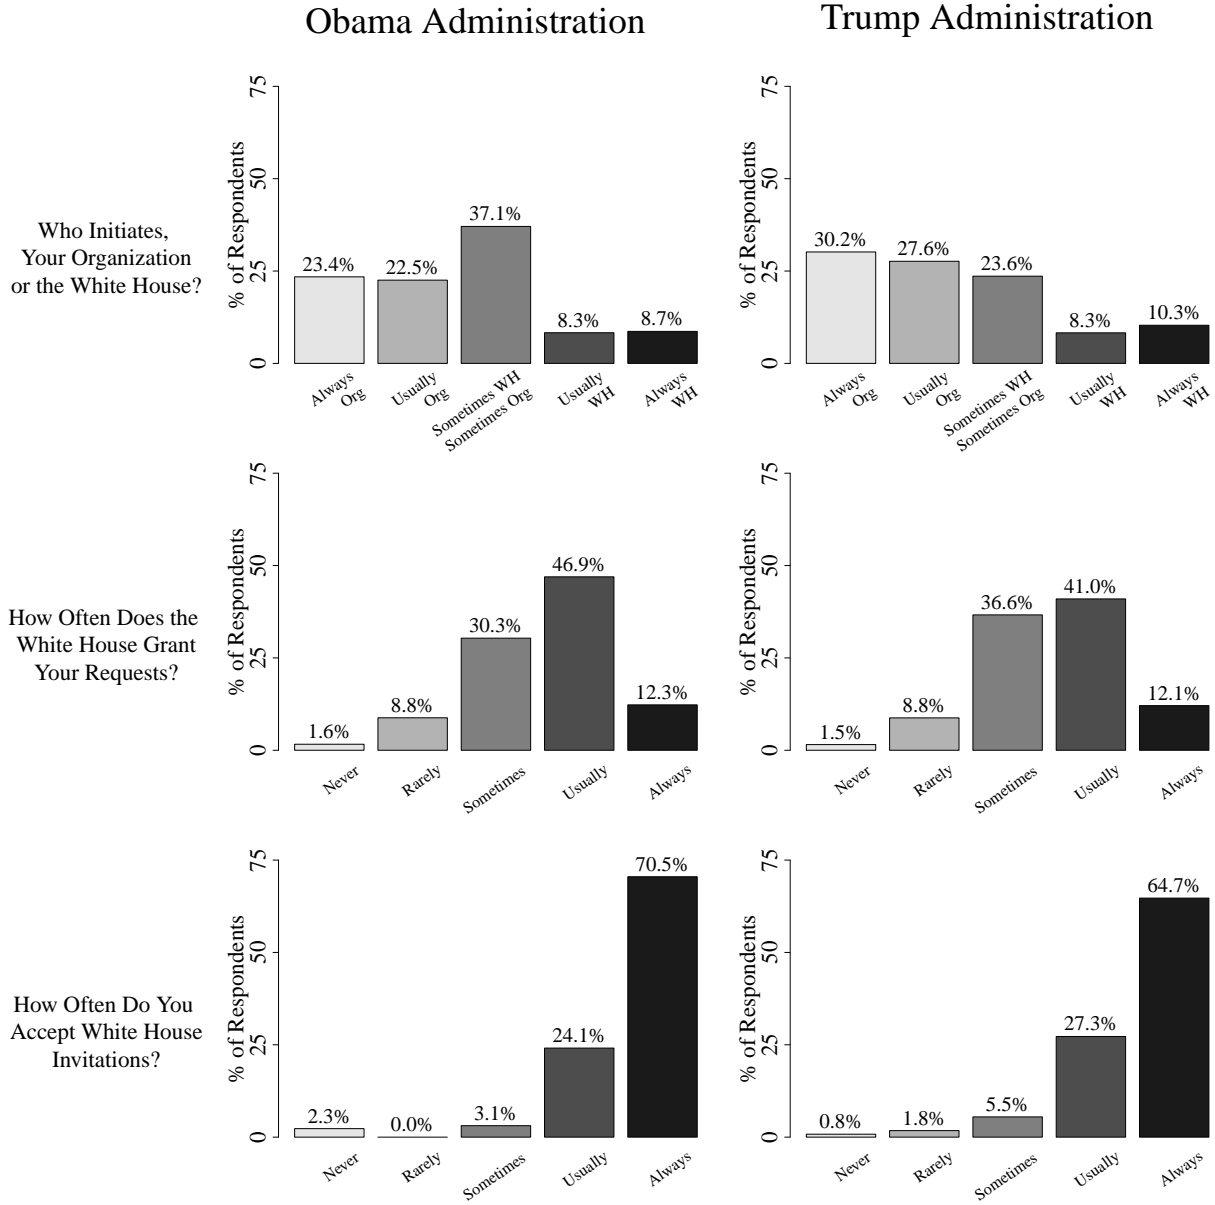 Obama Administration
Trump Administration
Who Initiates,
Your Organization
or the White House?
% of Respondents
0
25
50
75
23.4%
22.5%
37.1%
8.3%
8.7%
Always
Org
Usually
Org
Sometimes WH
Sometimes Org
Usually
WH
Always
WH
% of Respondents
0
25
50
75
30.2%
27.6%
23.6%
8.3%
10.3%
Always
Org
Usually
Org
Sometimes WH
Sometimes Org
Usually
WH
Always
WH
How Often Does the
White House Grant
Your Requests?
% of Respondents
0
25
50
75
1.6%
8.8%
30.3%
46.9%
12.3%
Never
Rarely
Sometimes
Usually
Always
% of Respondents
0
25
50
75
1.5%
8.8%
36.6%
41.0%
12.1%
Never
Rarely
Sometimes
Usually
Always
How Often Do You
Accept White House
Invitations?
% of Respondents
0
25
50
75
2.3%
0.0%
3.1%
24.1%
70.5%
Never
Rarely
Sometimes
Usually
Always
% of Respondents
0
25
50
75
0.8%
1.8%
5.5%
27.3%
64.7%
Never
Rarely
Sometimes
Usually
Always